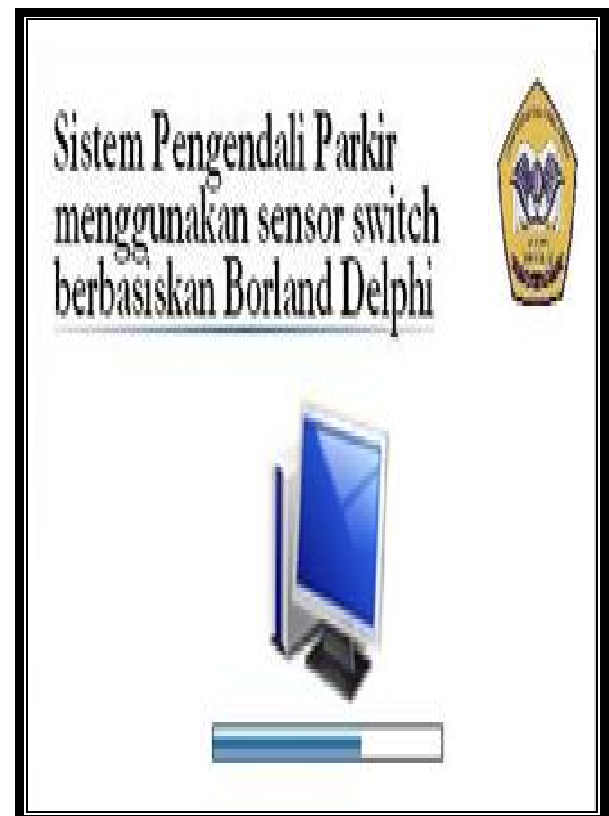 Sistem Pengendali Parkir
menggunakan sensor switch
berbasiskan Borland Delphi